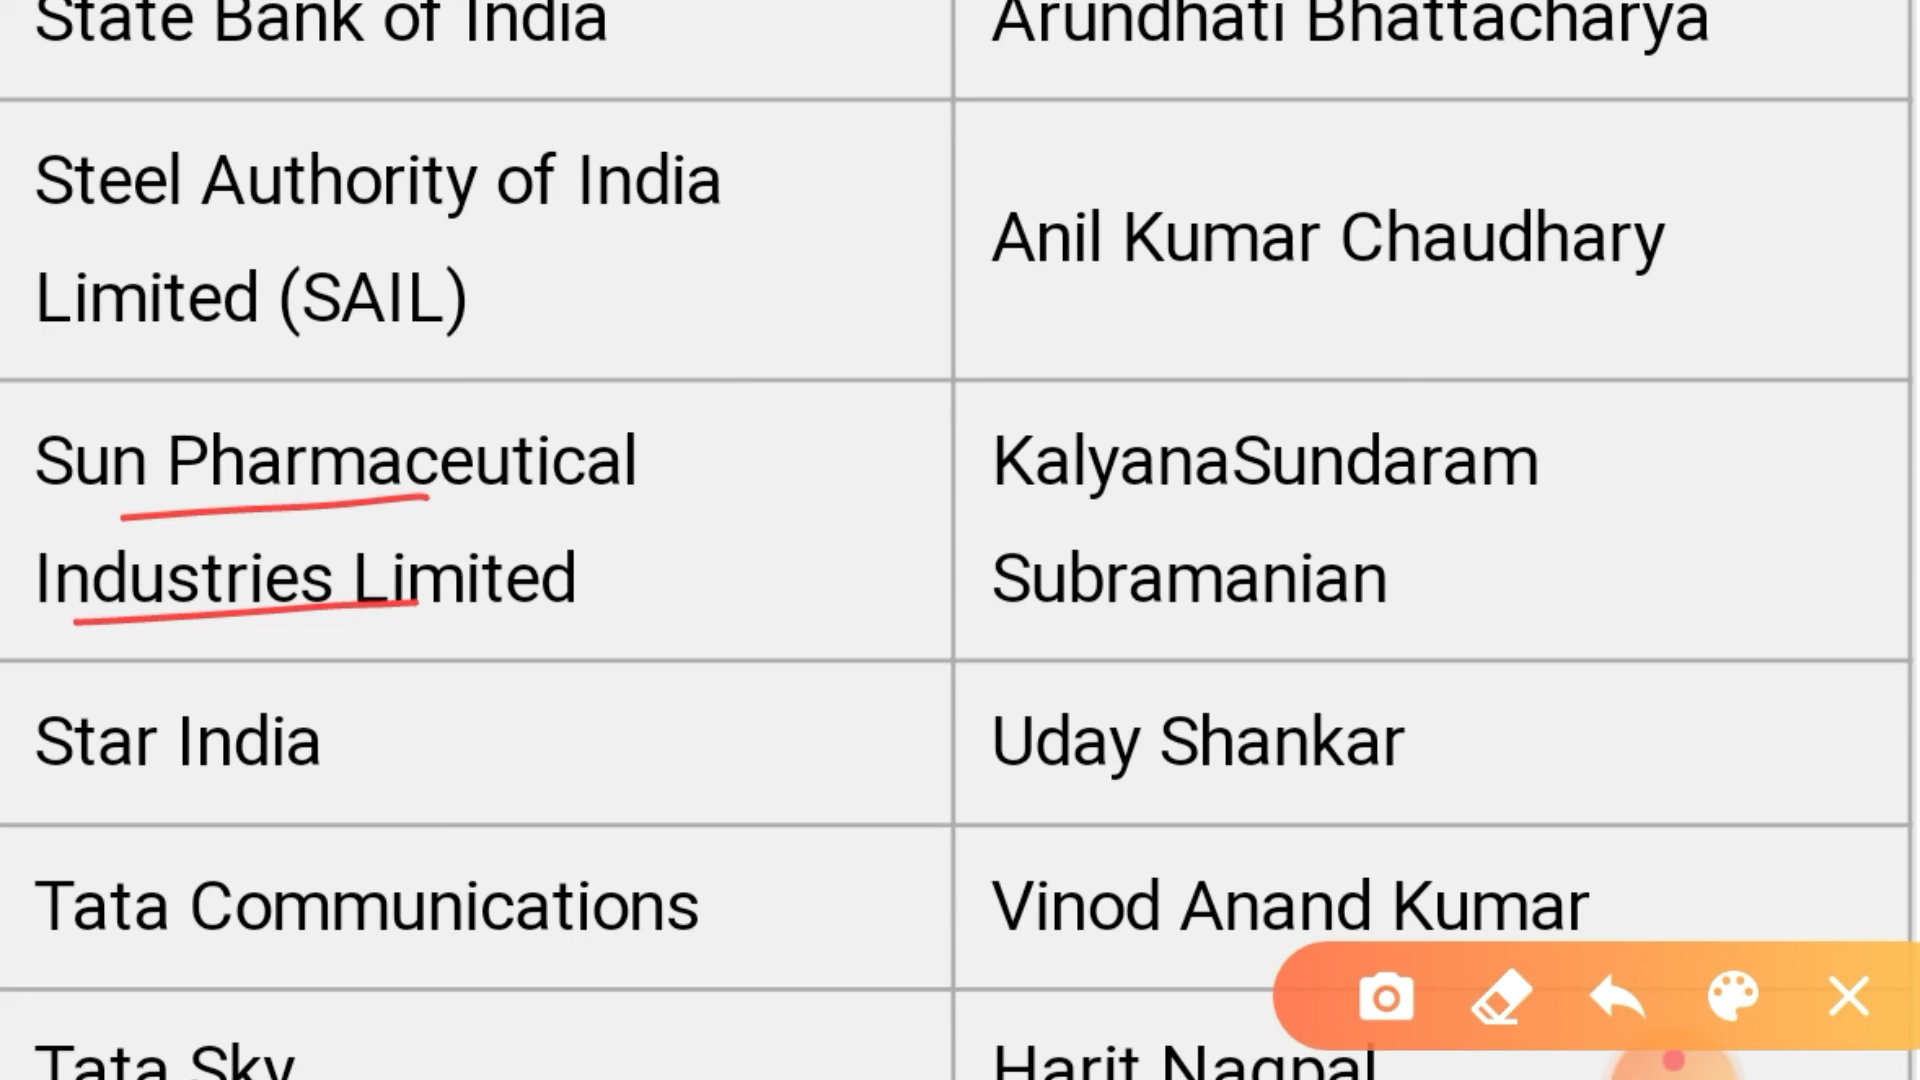 State Bank of India
Arundhati Bhattacharya
Steel Authority of India
Limited (SAIL)
Anil Kumar Chaudhary
Sun Pharmaceutical
Industries Limited
KalyanaSundaram
Subramanian
Star India
Uday Shankar
Tata Communications
Vinod Anand Kumar
Tata Sky
Harit Nagpal